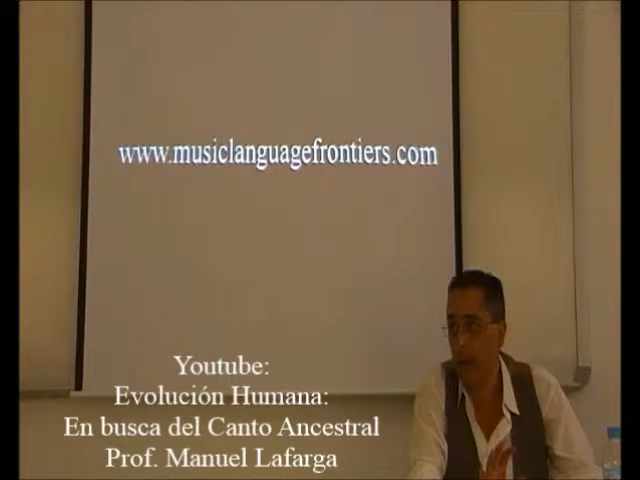 www.musiclanguagefrontiers.com
Youtube:
Evolución Humana:
En busca del Canto Ancestral
Prof. Manuel Lafarga